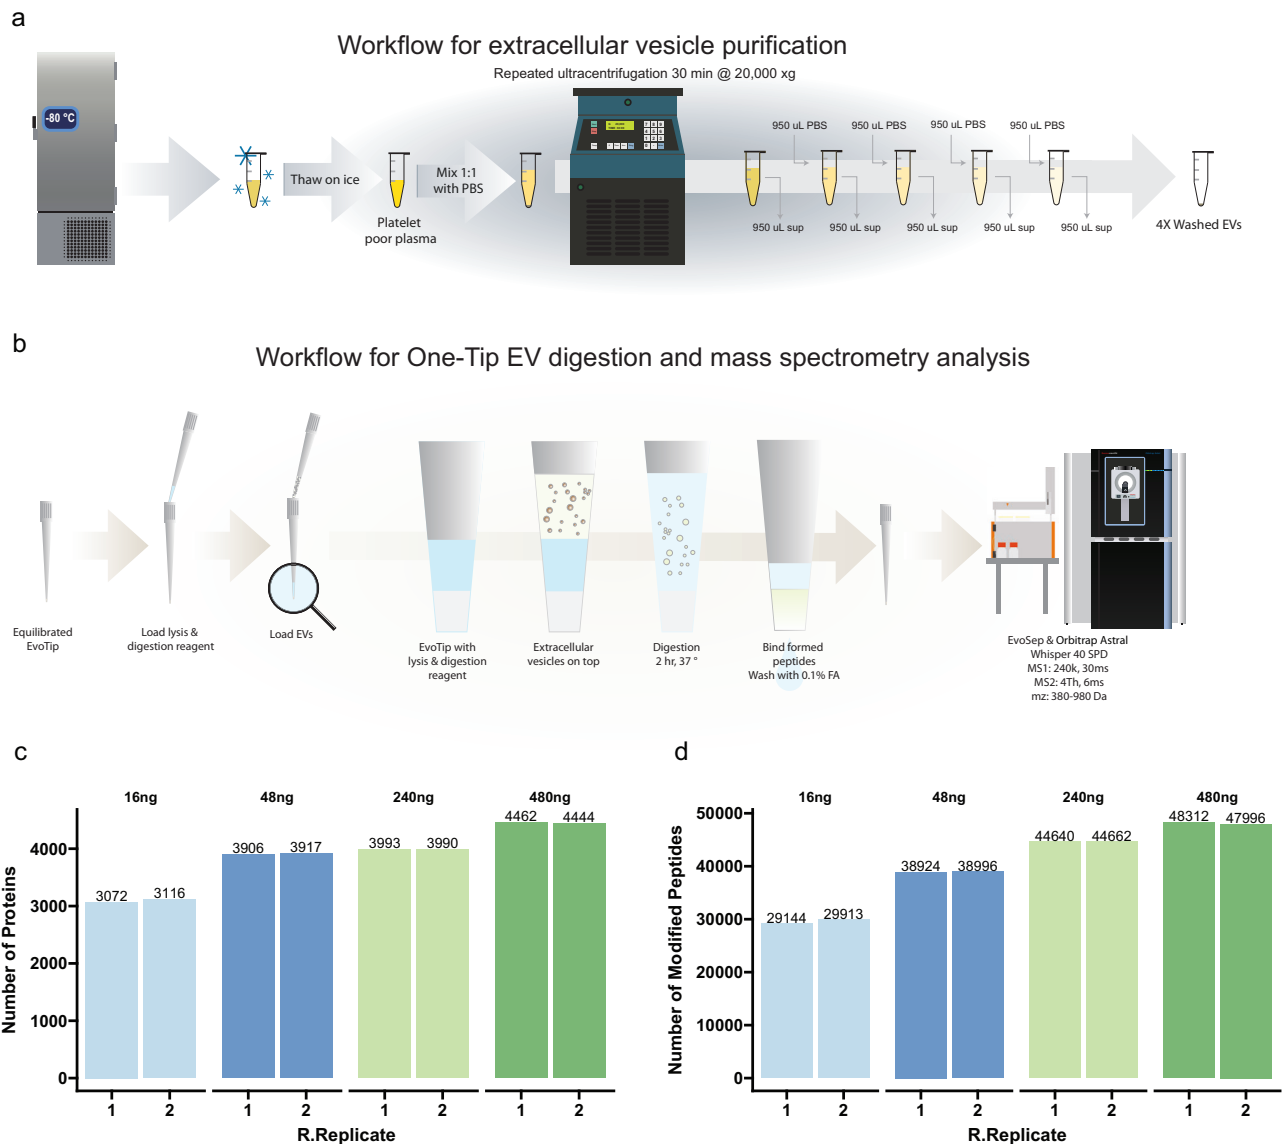 a
Workflow for extracellular vesicle purification
Repeated ultracentrifugation 30 min @ 20,000 xg
-80 °C
Thaw on ice
Platelet
poor plasma
Mix 1:1
with PBS
950 uL PBS
950 uL PBS
950 uL PBS
950 uL PBS
950 uL sup
950 uL sup
950 uL sup
950 uL sup
950 uL sup
4X Washed EVs
b
Workflow for One-Tip EV digestion and mass spectrometry analysis
Equilibrated
EvoTip
Load lysis &
digestion reagent
Load EVs
EvoTip with
lysis & digestion
reagent
Extracellular
vesicles on top
Digestion
2 hr, 37 °
Bind formed
peptides
Wash with 0.1% FA
EvoSep & Orbitrap Astral
Whisper 40 SPD
MS1: 240k, 30ms
MS2: 4Th, 6ms
mz: 380-980 Da
c
16ng
48ng
240ng
480ng
Number of Proteins
4000
3000
2000
1000
0
3072
3116
3906
3917
3993
3990
4462
4444
1 2 1 2 1 2 1 2
R.Replicate
d
16ng
48ng
240ng
480ng
Number of Modified Peptides
50000
40000
30000
20000
10000
0
29144
29913
38924
38996
44640
44662
48312
47996
1 2 1 2 1 2 1 2
R.Replicate